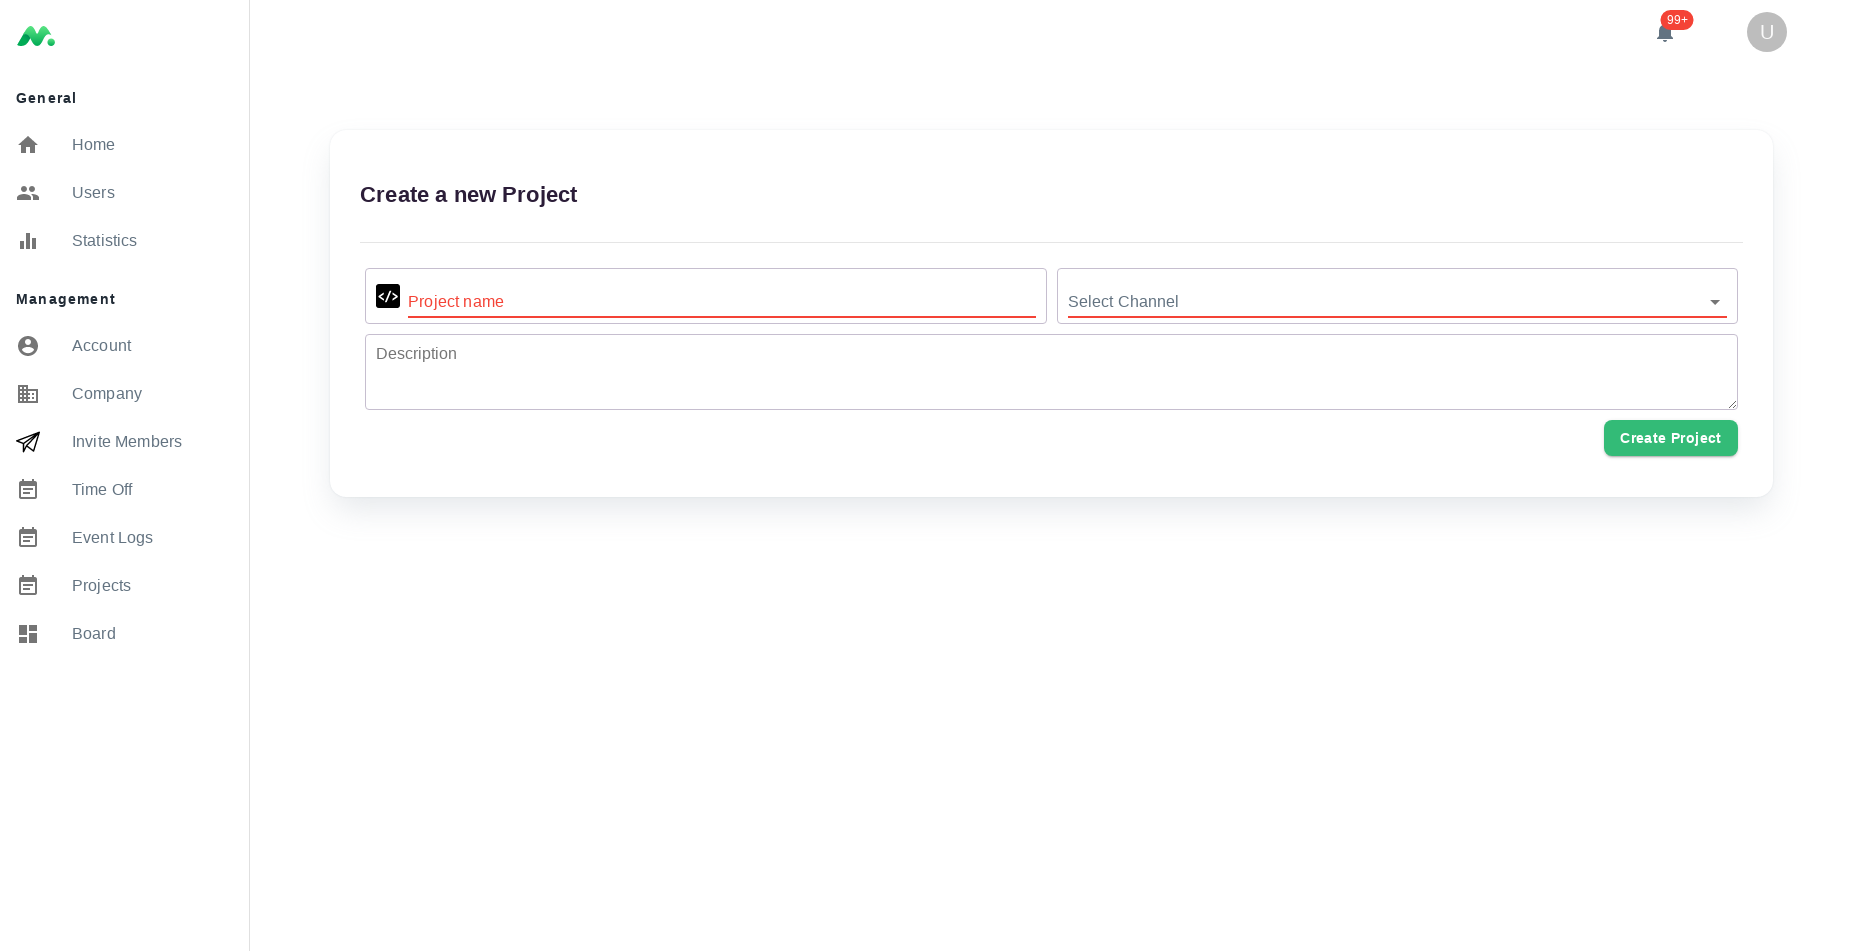 99+
U
General
Home
Users
Statistics
Management
Account
Company
Invite Members
Time Off
Event Logs
Projects
Board
Create a new Project
</> Project name
Select Channel
Description
Create Project